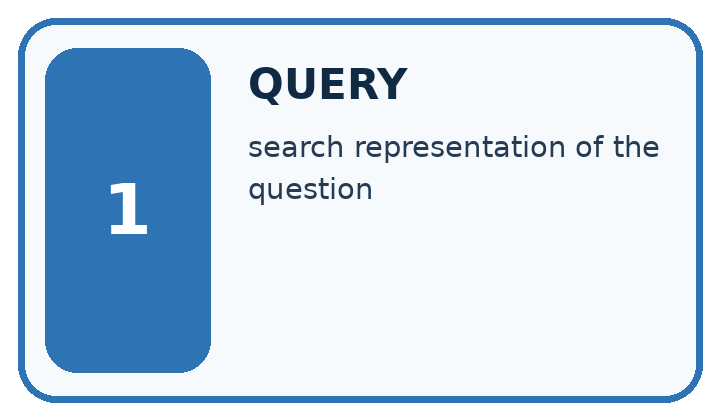 1
QUERY
search representation of the
question